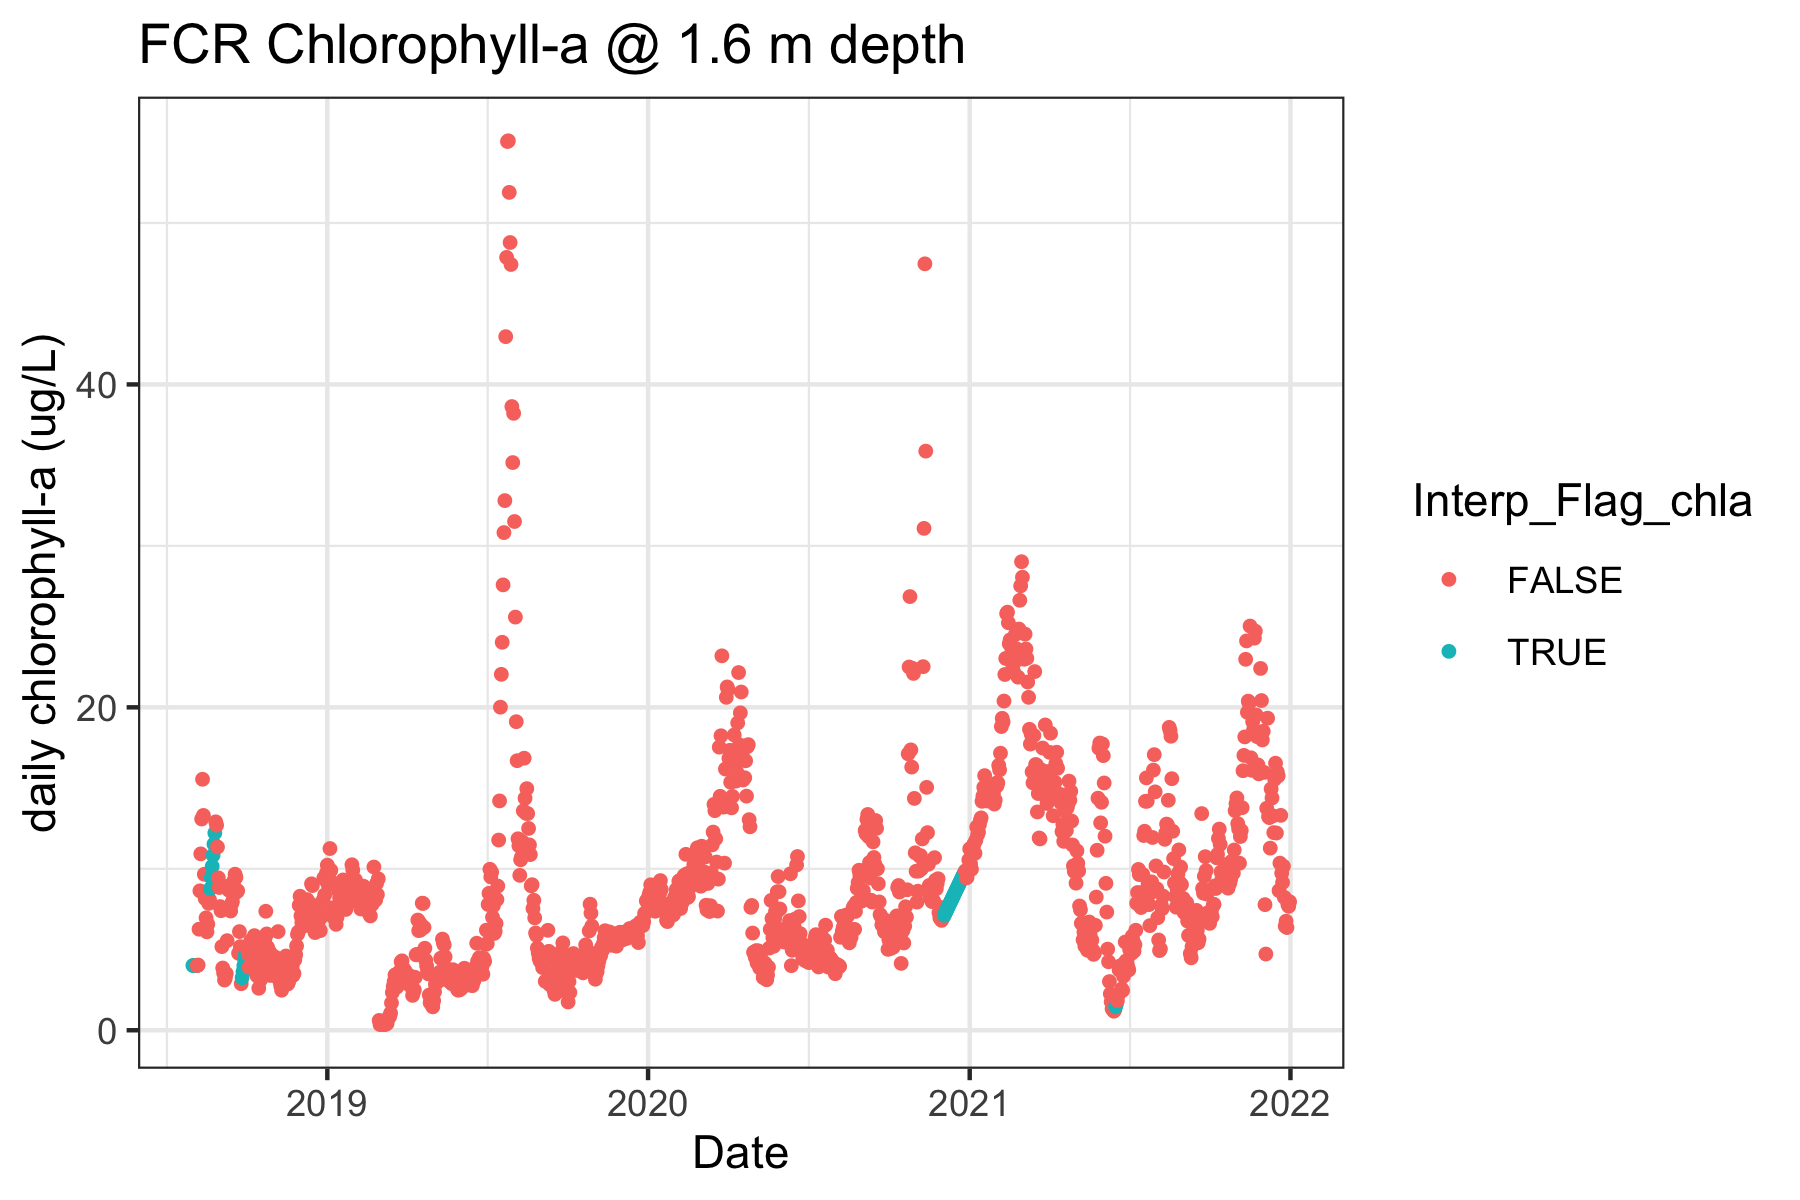 FCR Chlorophyll-a @ 1.6 m depth
daily chlorophyll-a (ug/L)
40
20
0
2019
2020
2021
2022
Date
Interp_Flag_chla
FALSE
TRUE